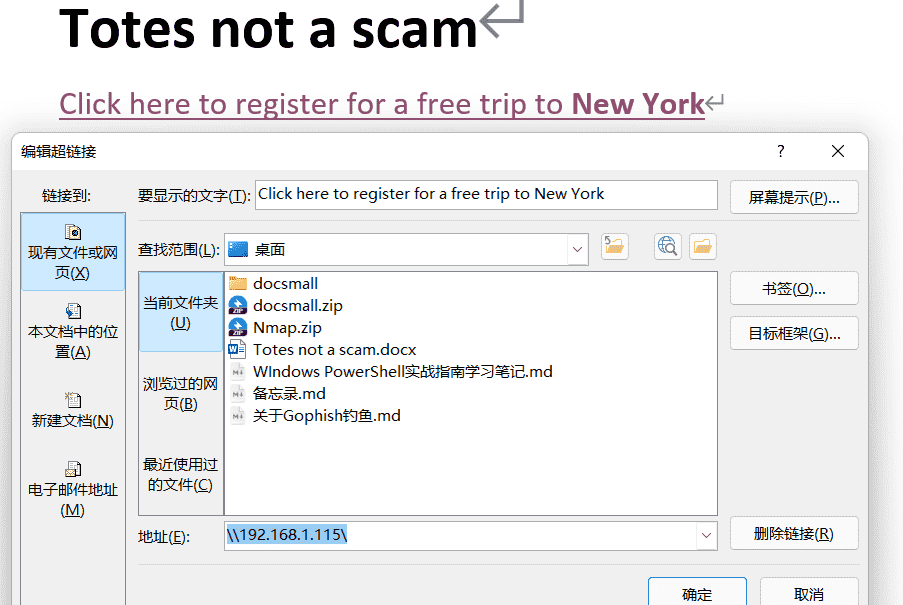 Totes not a scam
Click here to register for a free trip to New York
编辑超链接
?
链接到:
要显示的文字(T):
Click here to register for a free trip to New York
屏幕提示(P)...
现有文件或网
页(X)
查找范围(L):
桌面
本文档中的位
置(A)
新建文档(N)
电子邮件地址
(M)
当前文件夹
(U)
浏览过的网
页(B)
最近使用过
的文件(C)
docsmall
docsmall.zip
Nmap.zip
Totes not a scam.docx
WIndows PowerShell实战指南学习笔记.md
备忘录.md
关于Gophish钓鱼.md
书签(O)...
目标框架(G)...
地址(E):
\\192.168.1.115\
删除链接(R)
确定
取消